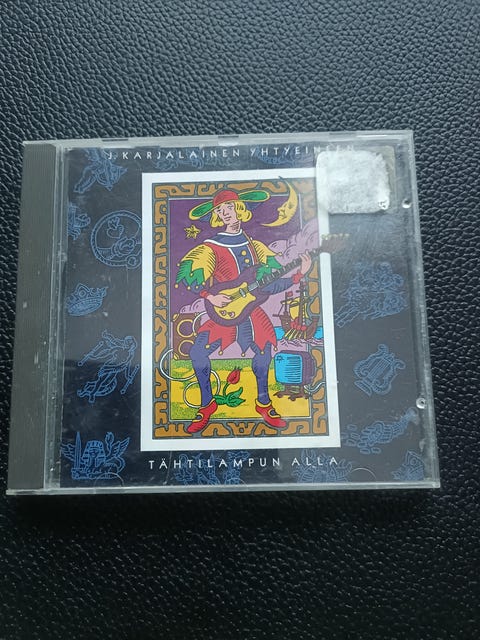 J. KARJALAINEN YHTYEINEEN
TÄHTILAMPUN ALLA